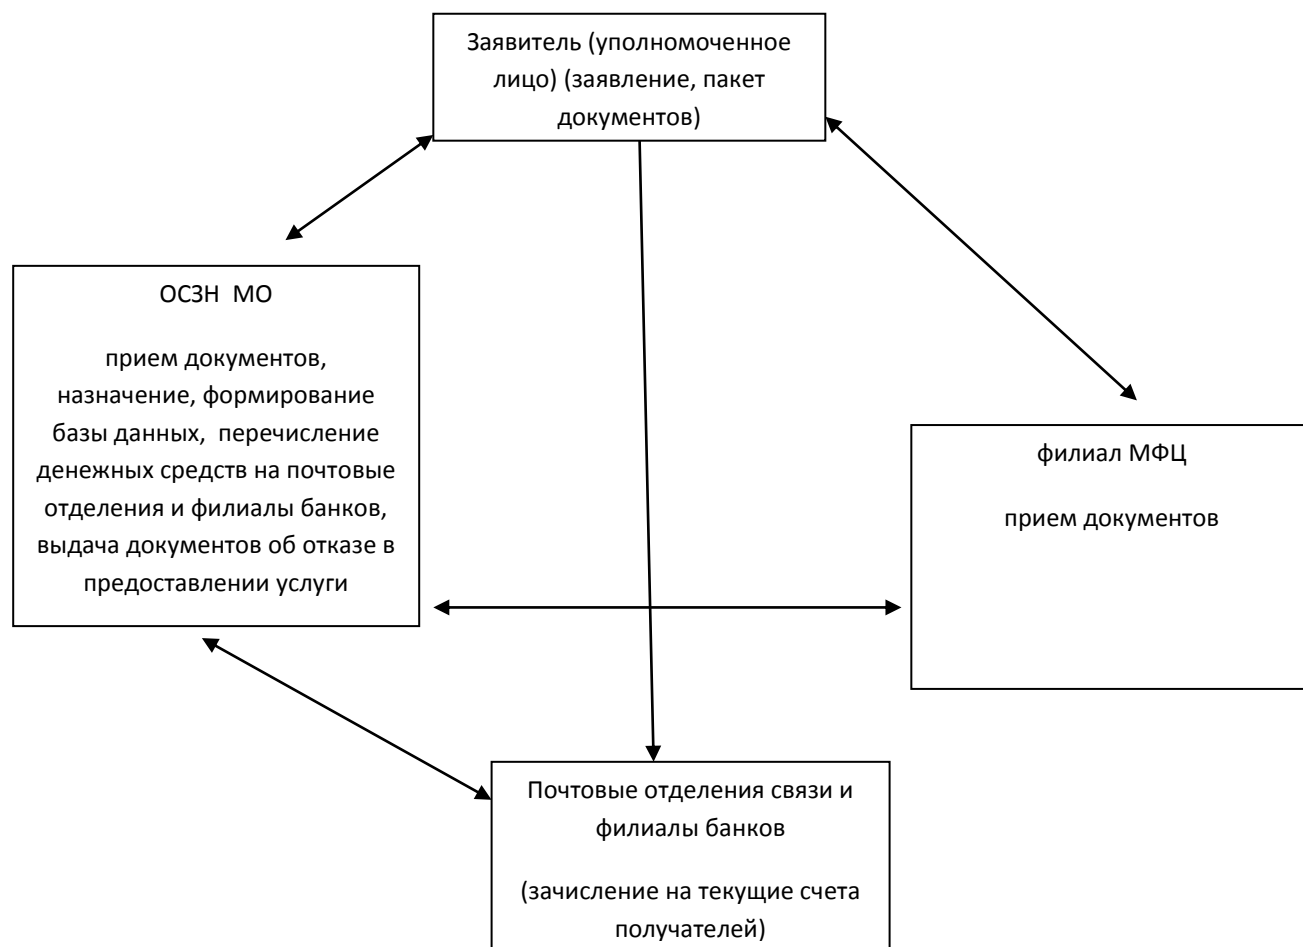 Заявитель (уполномоченное
лицо) (заявление, пакет
документов)
ОСЗН  МО
прием документов,
назначение, формирование
базы данных,  перечисление
денежных средств на почтовые
отделения и филиалы банков,
выдача документов об отказе в
предоставлении услуги
филиал МФЦ
прием документов
Почтовые отделения связи и
филиалы банков
(зачисление на текущие счета
получателей)